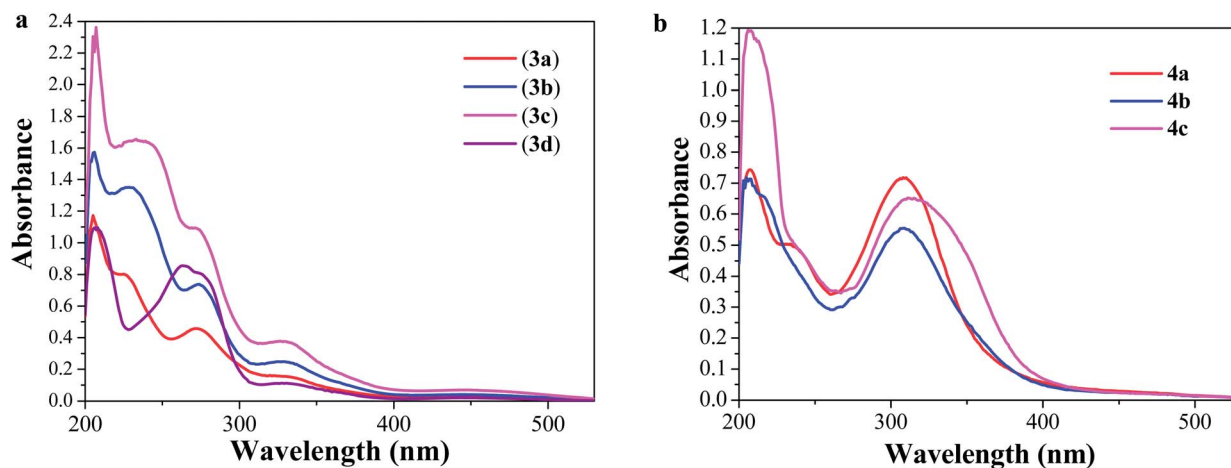 a
2.4
2.2
2.0
1.8
1.6
1.4
1.2
1.0
0.8
0.6
0.4
0.2
0.0
Absorbance
200 300 400 500
Wavelength (nm)
(3a)
(3b)
(3c)
(3d)
b
1.2
1.1
1.0
0.9
0.8
0.7
0.6
0.5
0.4
0.3
0.2
0.1
0.0
Absorbance
200 300 400 500
Wavelength (nm)
4a
4b
4c